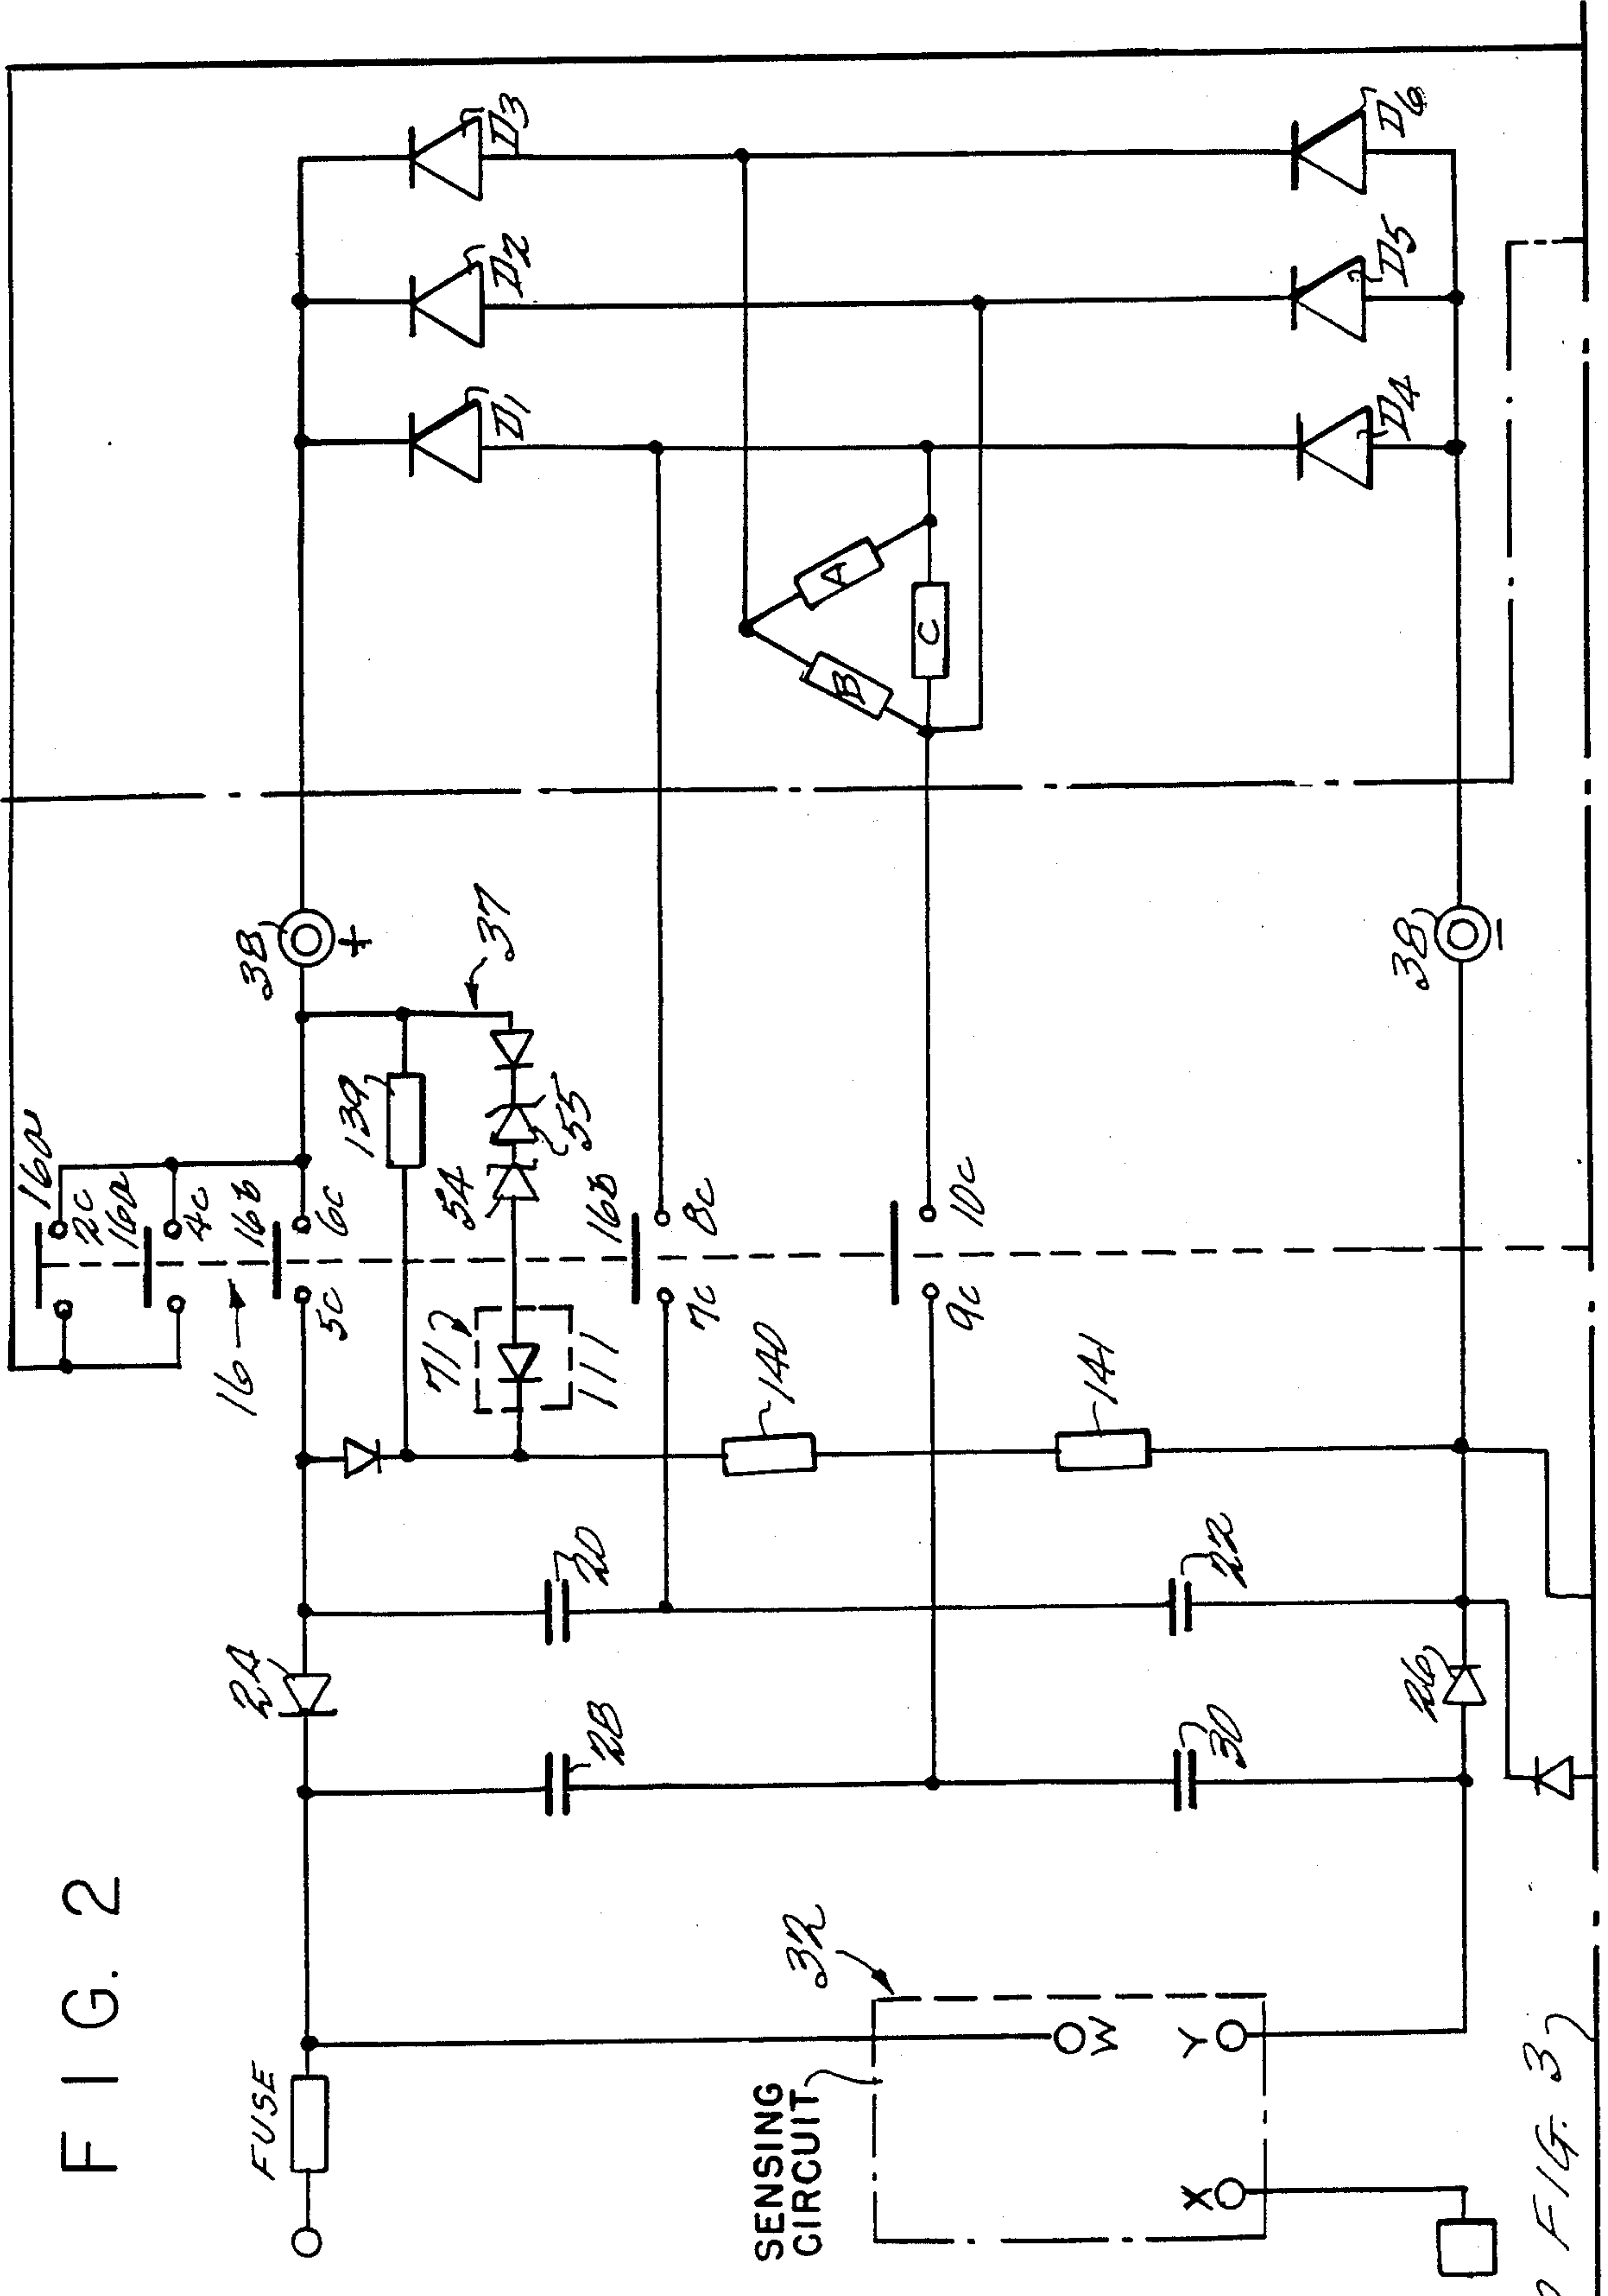 FIG. 2
FUSE
24
28
20
16
16a
2c
16a
4c
16b
5c
6c
38
+
139
37
54
55
71
111
16b
7c
8c
9c
10c
140
141
22
30
26
38
−
A
B
C
D1
D2
D3
D4
D5
D6
32
SENSING
CIRCUIT
W
X
Y
FIG. 3